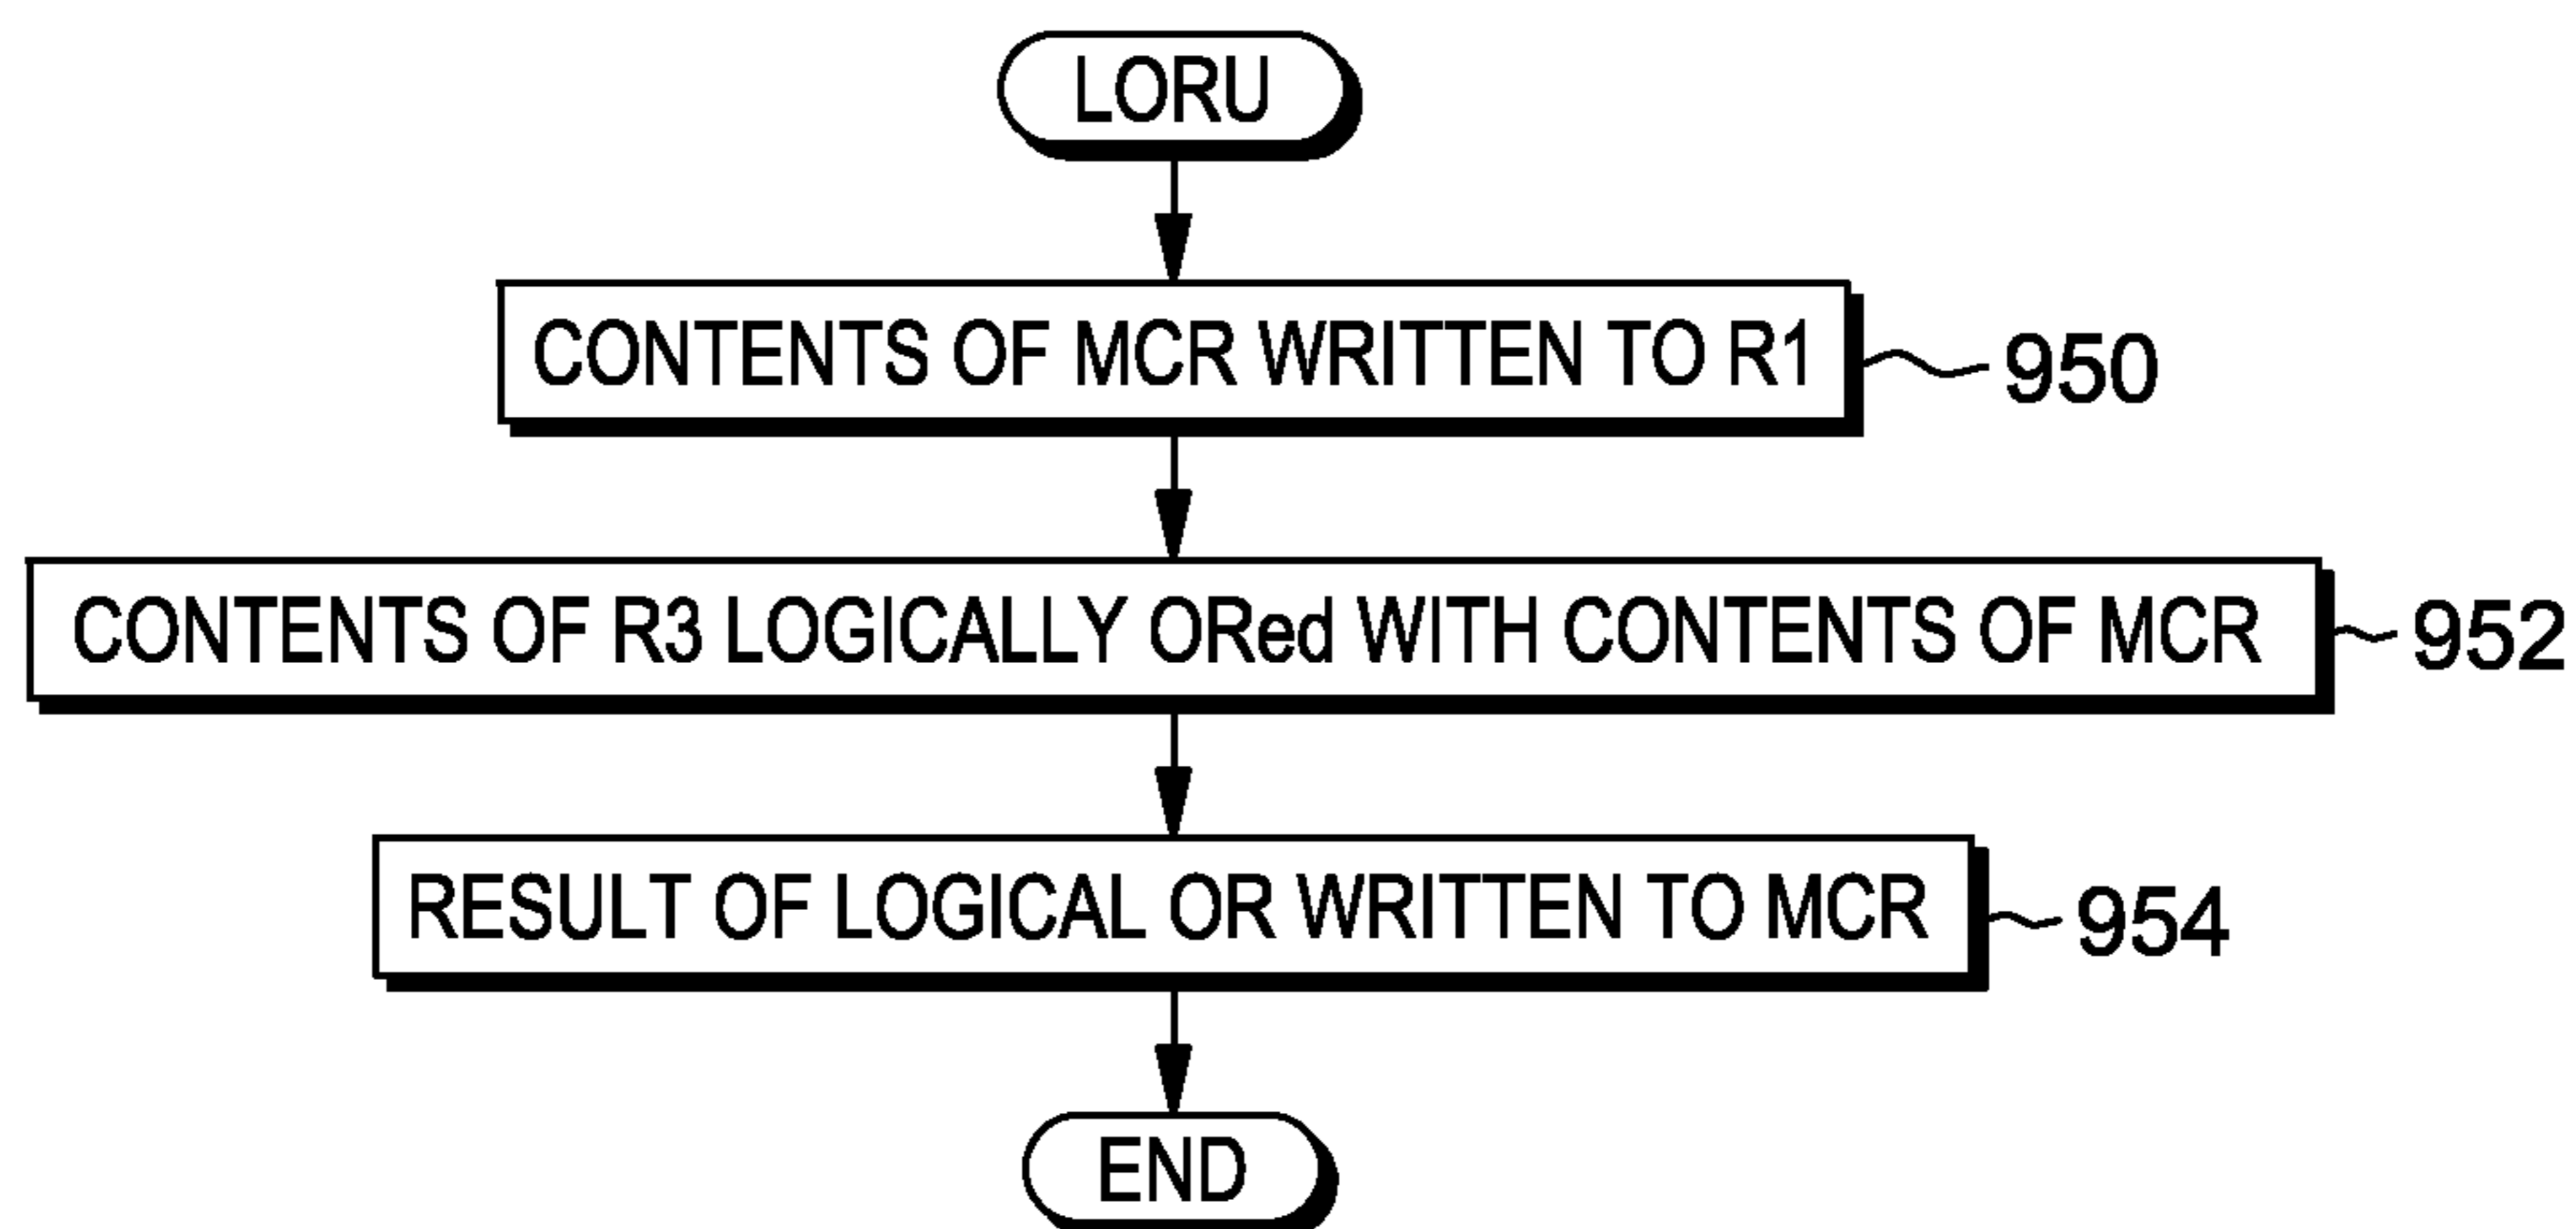 LORU
CONTENTS OF MCR WRITTEN TO R1
950
CONTENTS OF R3 LOGICALLY ORed WITH CONTENTS OF MCR
952
RESULT OF LOGICAL OR WRITTEN TO MCR
954
END